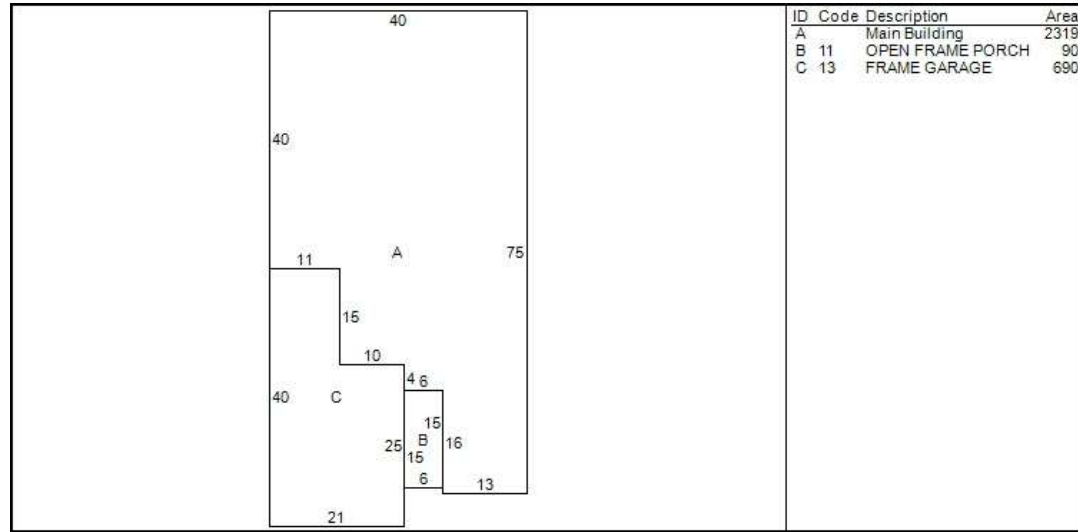 40
ID Code Description Area
A Main Building 2319
B 11 OPEN FRAME PORCH 90
C 13 FRAME GARAGE 690
40
11
A
75
15
10
4 6
40 C
15
25 B 16
15
6 13
21